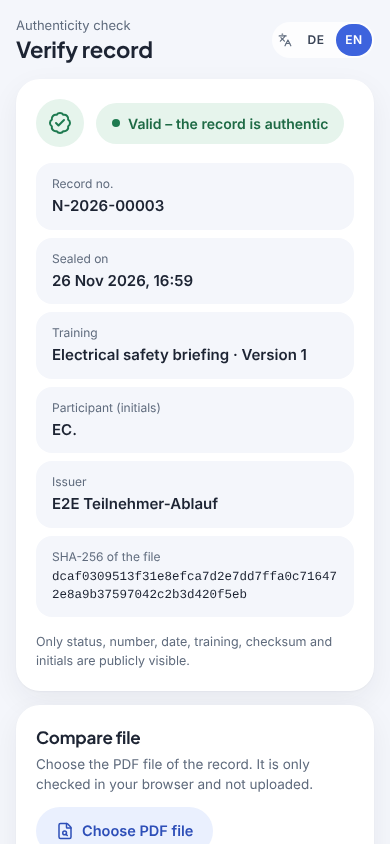 Authenticity check
Verify record
DE
EN
Valid – the record is authentic
Record no.
N-2026-00003
Sealed on
26 Nov 2026, 16:59
Training
Electrical safety briefing · Version 1
Participant (initials)
EC.
Issuer
E2E Teilnehmer-Ablauf
SHA-256 of the file
dcaf0309513f31e8efca7d2e7dd7ffa0c71647
2e8a9b37597042c2b3d420f5eb
Only status, number, date, training, checksum and
initials are publicly visible.
Compare file
Choose the PDF file of the record. It is only
checked in your browser and not uploaded.
Choose PDF file